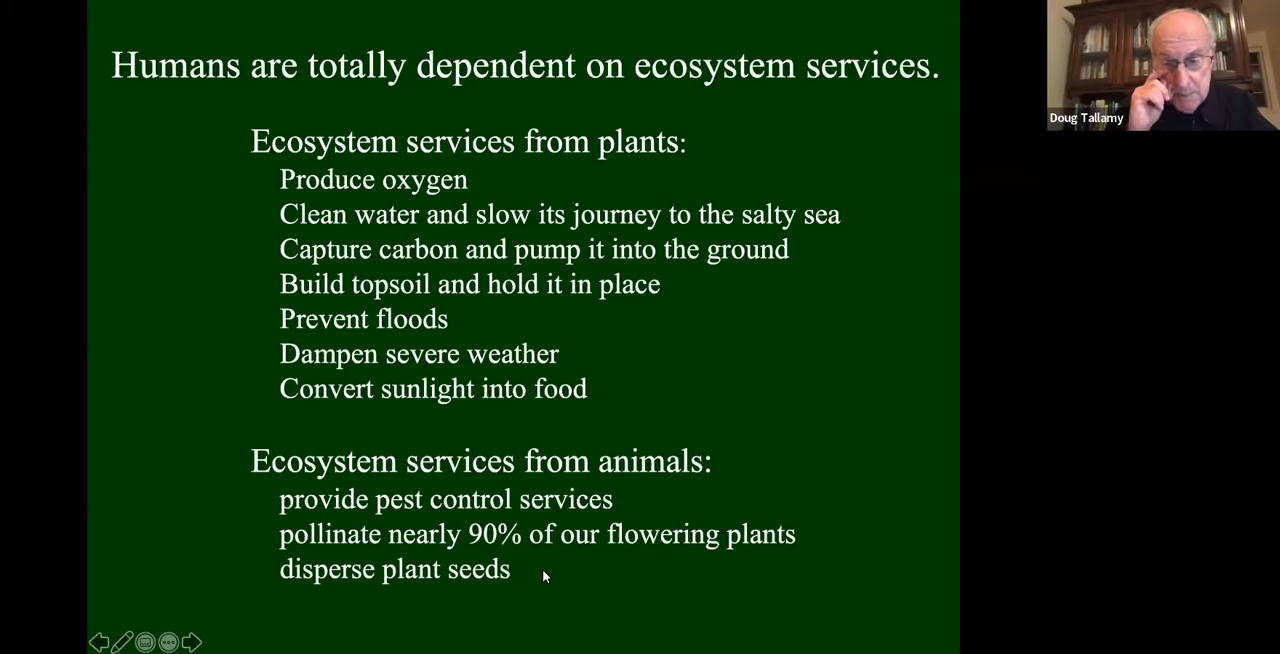 Humans are totally dependent on ecosystem services.
Ecosystem services from plants:
Produce oxygen
Clean water and slow its journey to the salty sea
Capture carbon and pump it into the ground
Build topsoil and hold it in place
Prevent floods
Dampen severe weather
Convert sunlight into food
Ecosystem services from animals:
provide pest control services
pollinate nearly 90% of our flowering plants
disperse plant seeds
Doug Tallamy